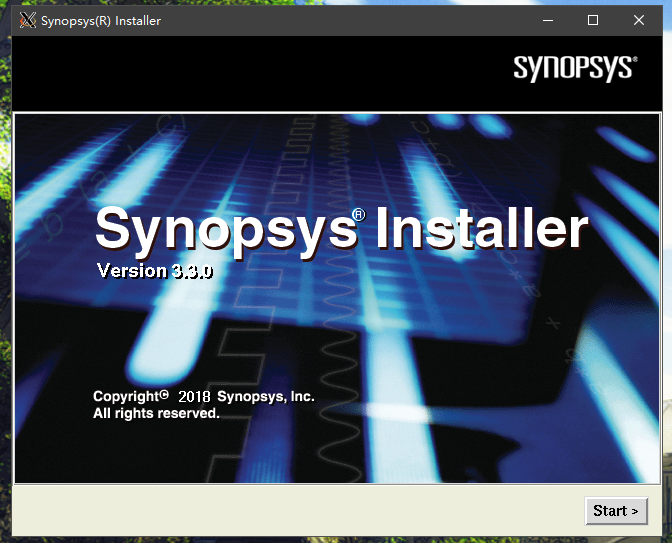 Synopsys(R) Installer
SYNOPSYS®
Synopsys® Installer
Version 3.3.0
Copyright© 2018 Synopsys, Inc.
All rights reserved.
Start >